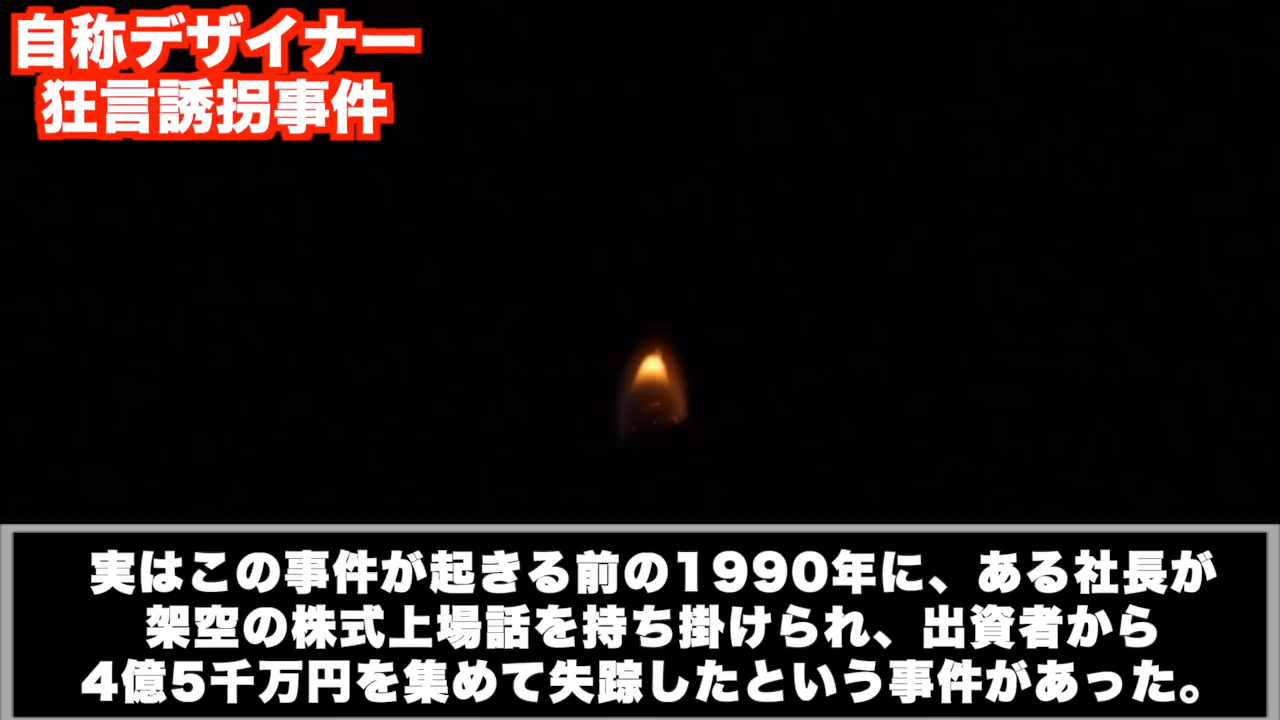 自称デザイナー
狂言誘拐事件
実はこの事件が起きる前の1990年に、ある社長が
架空の株式上場話を持ち掛けられ、出資者から
4億5千万円を集めて失踪したという事件があった。